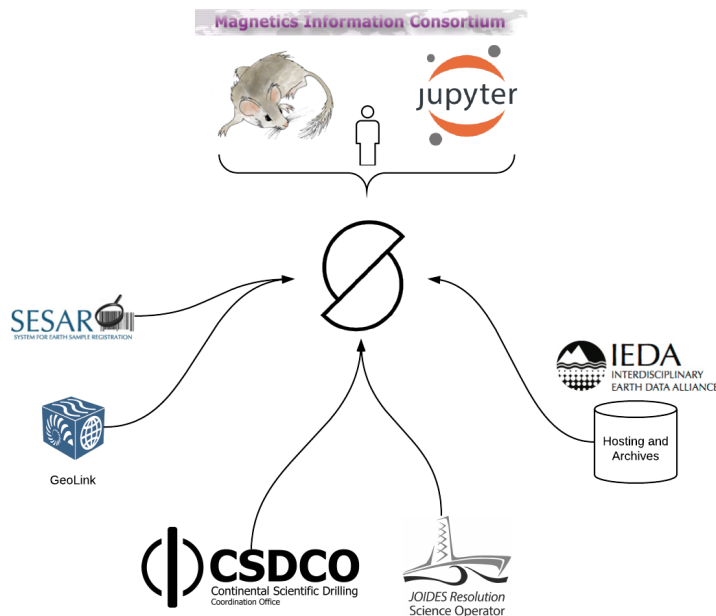 Magnetics Information Consortium
jupyter
SESAR
SYSTEM FOR EARTH SAMPLE REGISTRATION
IEDA
INTERDISCIPLINARY
EARTH DATA ALLIANCE
Hosting and
Archives
GeoLink
CSDCO
Continental Scientific Drilling
Coordination Office
JOIDES Resolution
Science Operator